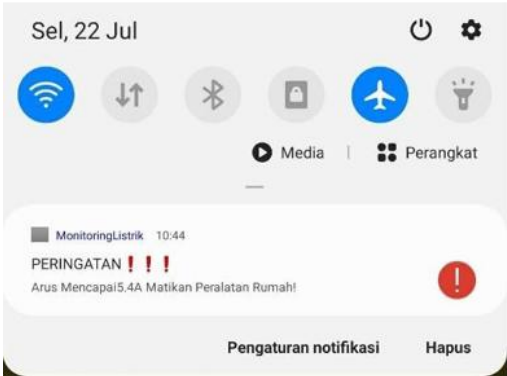 Sel, 22 Jul
Media | Perangkat
MonitoringListrik 10:44
PERINGATAN❗❗❗
Arus Mencapai5.4A Matikan Peralatan Rumah!
Pengaturan notifikasi Hapus